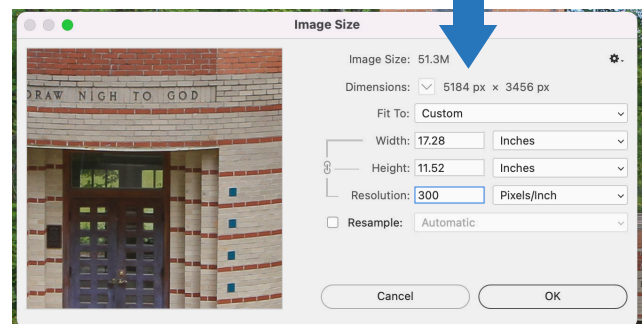 Image Size
Image Size: 51.3M
Dimensions: 5184 px × 3456 px
Fit To: Custom
Width: 17.28 Inches
Height: 11.52 Inches
Resolution: 300 Pixels/Inch
Resample: Automatic
Cancel OK
DRAW NIGH TO GOD